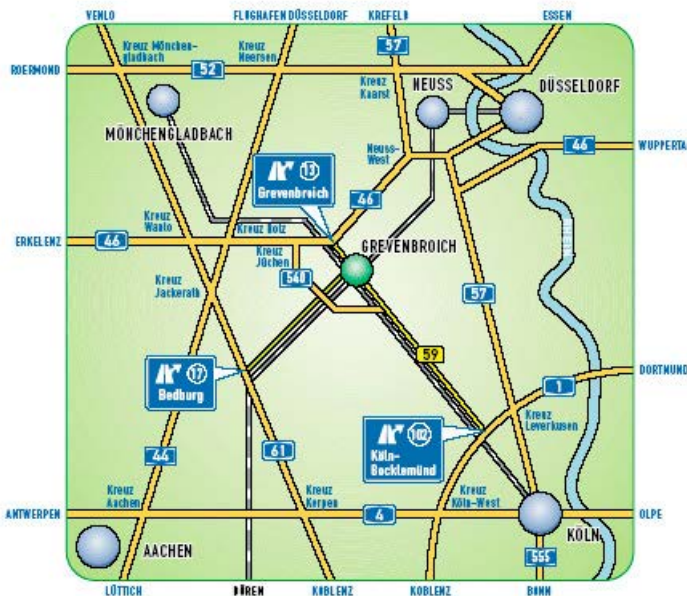 VENLO
FLUGHAFEN DÜSSELDORF
KREFELD
ESSEN
Kreuz Mönchen-
gladbach
Kreuz
Neersen
57
ROERMOND
52
Kreuz
Kaarst
NEUSS
DÜSSELDORF
MÖNCHENGLADBACH
Neuss-
West
46
WUPPERTA
13
Grevenbroich
46
Kreuz
Wanlo
Kreuz Holz
ERKELENZ
46
Kreuz
Jüchen
GREVENBROICH
540
Kreuz
Jackerath
57
59
17
Bedburg
1
DORTMUND
102
Köln-
Bocklemünd
Kreuz
Leverkusen
44
61
Kreuz
Aachen
Kreuz
Kerpen
Kreuz
Köln-West
ANTWERPEN
4
OLPE
KÖLN
AACHEN
555
LÜTTICH
DÜREN
KOBLENZ
KOBLENZ
BONN